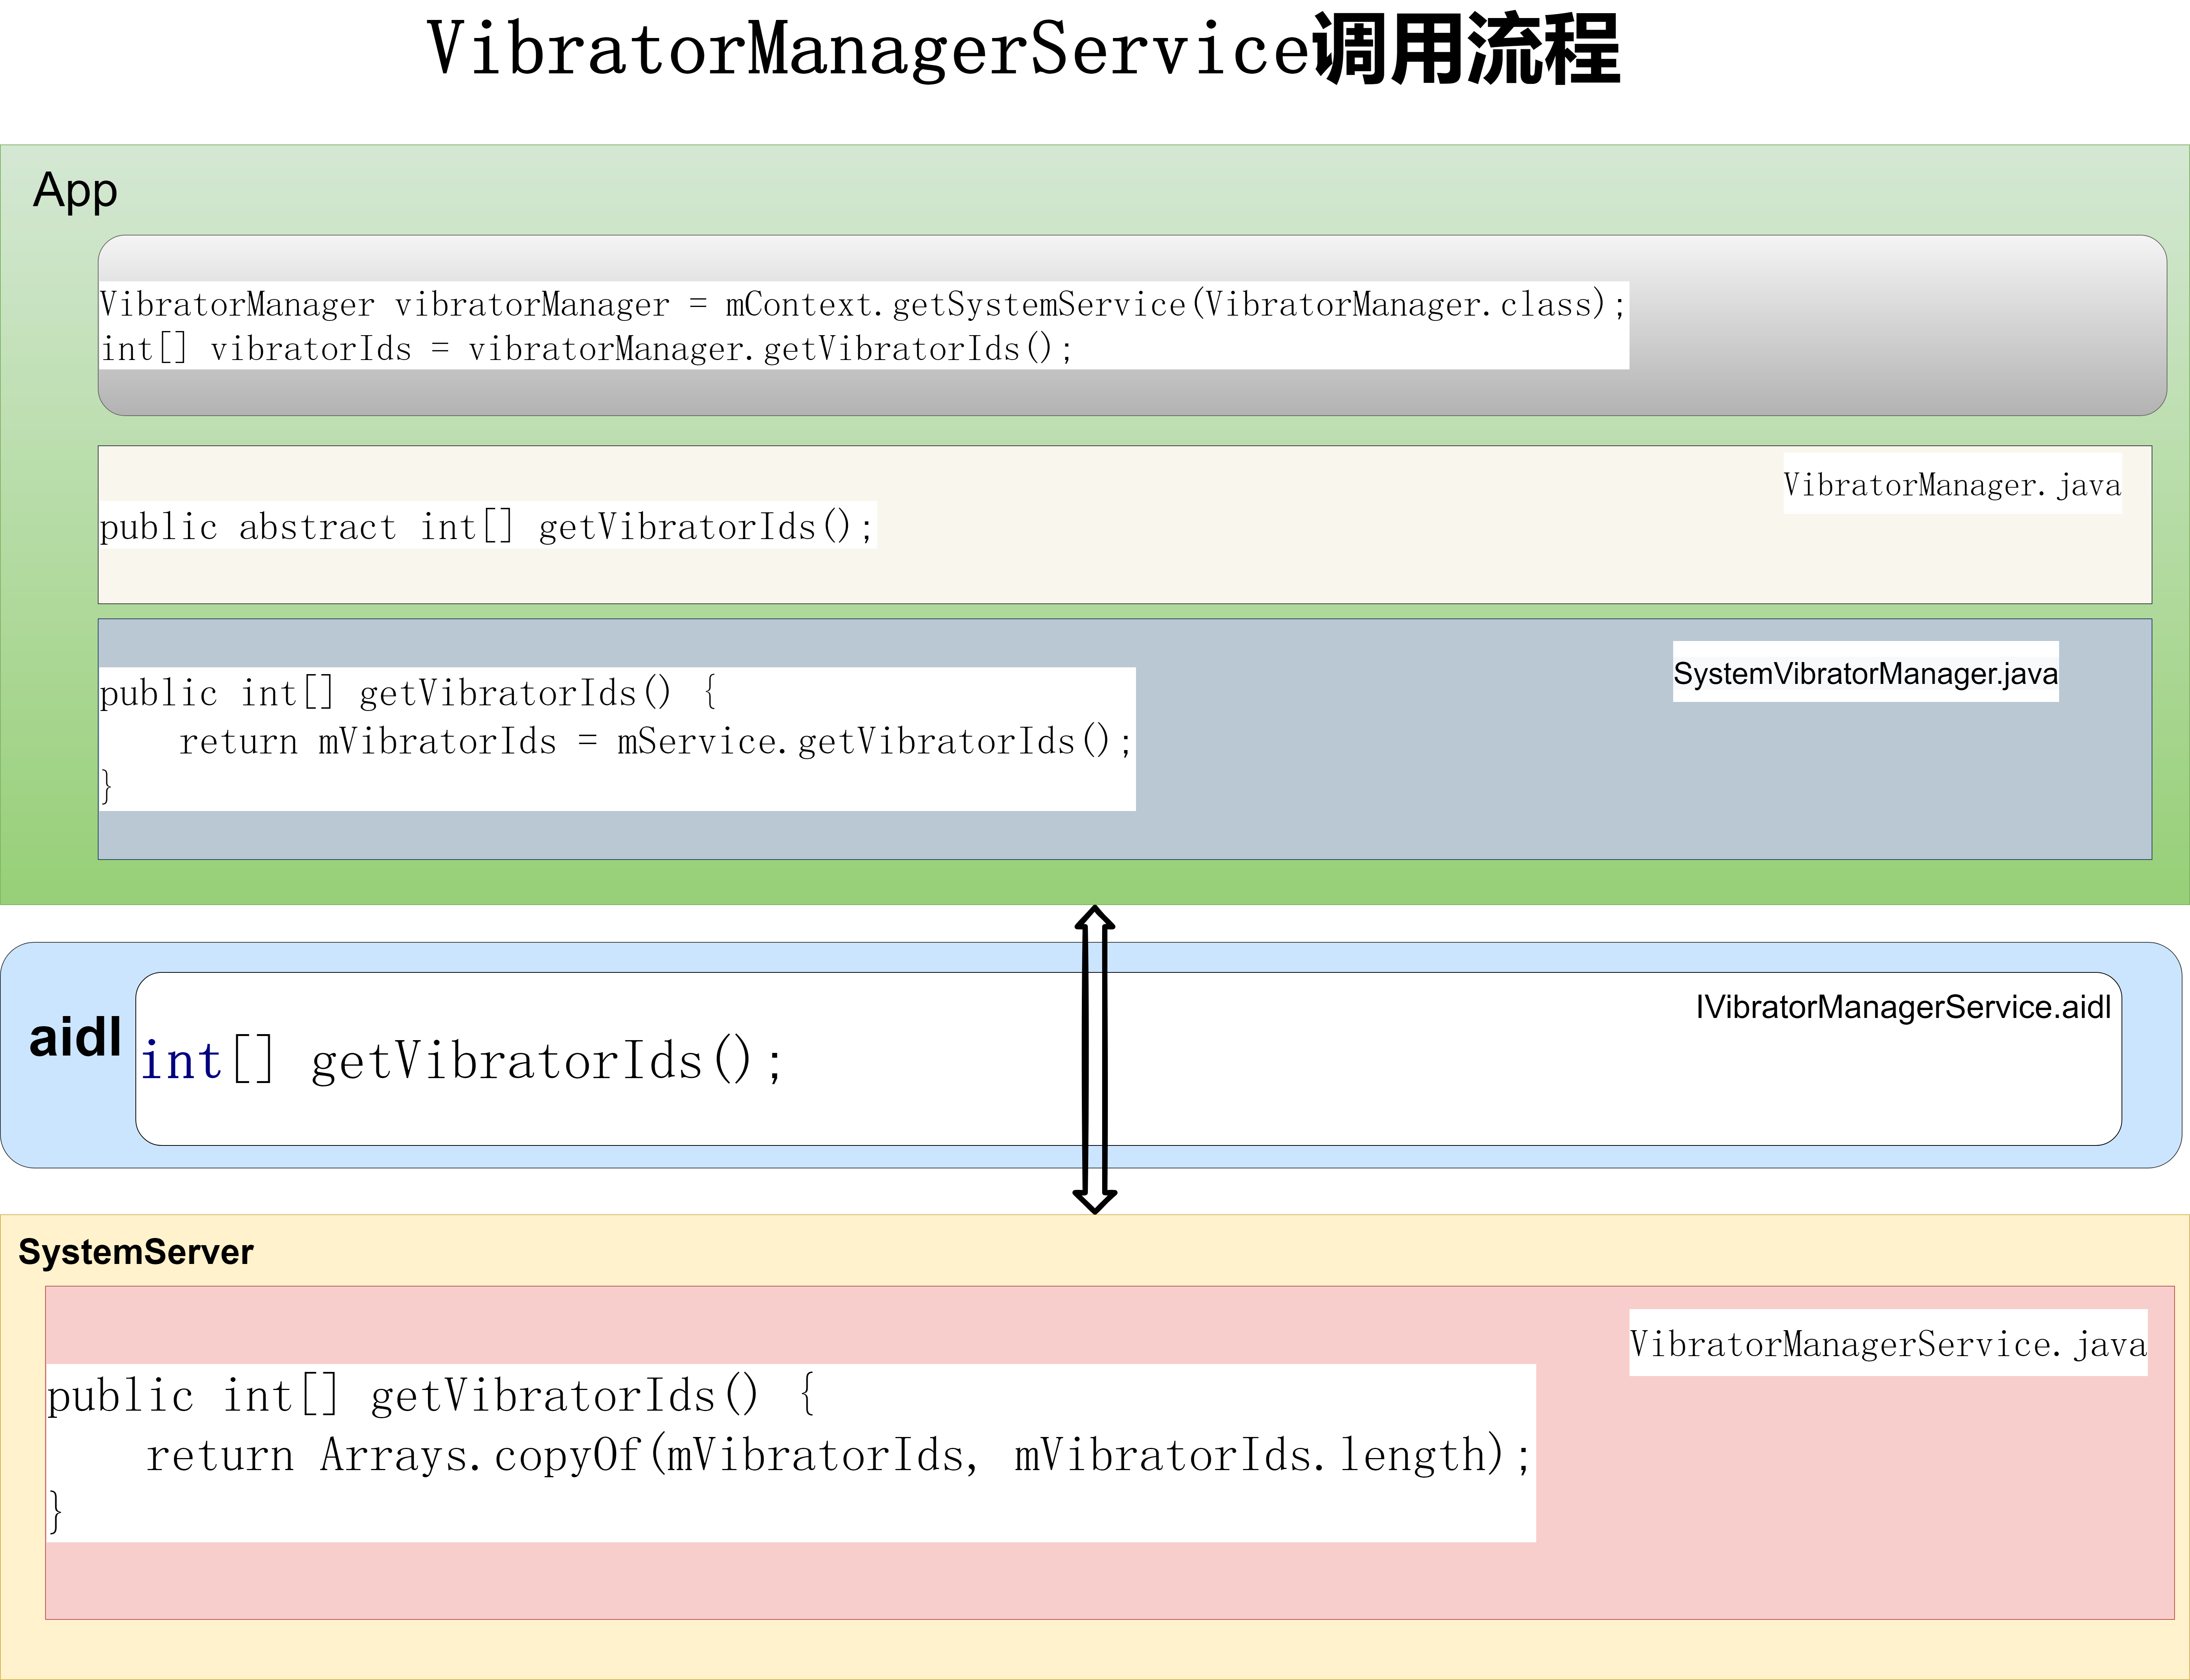 VibratorManagerService调用流程
App
VibratorManager vibratorManager = mContext.getSystemService(VibratorManager.class);
int[] vibratorIds = vibratorManager.getVibratorIds();
VibratorManager.java
public abstract int[] getVibratorIds();
SystemVibratorManager.java
public int[] getVibratorIds() {
    return mVibratorIds = mService.getVibratorIds();
}
aidl
IVibratorManagerService.aidl
int[] getVibratorIds();
SystemServer
VibratorManagerService.java
public int[] getVibratorIds() {
    return Arrays.copyOf(mVibratorIds, mVibratorIds.length);
}